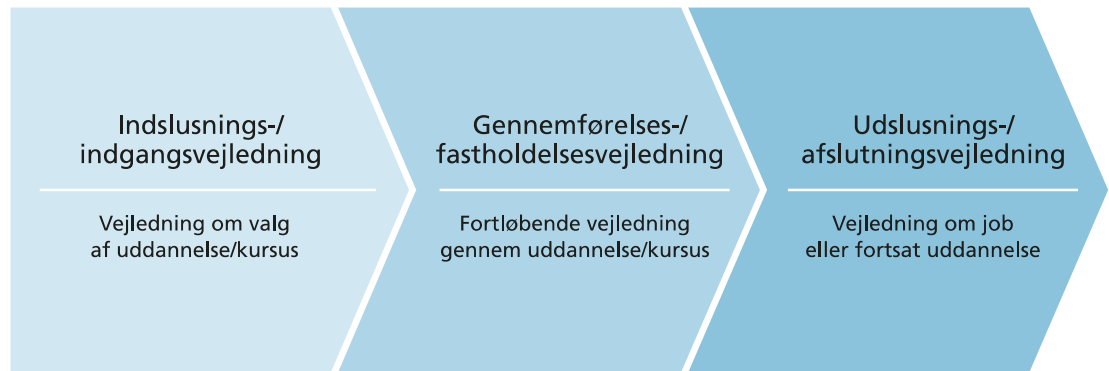 Indslusnings-/
indgangsvejledning
Vejledning om valg
af uddannelse/kursus
Gennemførelses-/
fastholdelsesvejledning
Fortløbende vejledning
gennem uddannelse/kursus
Udslusnings-/
afslutningsvejledning
Vejledning om job
eller fortsat uddannelse